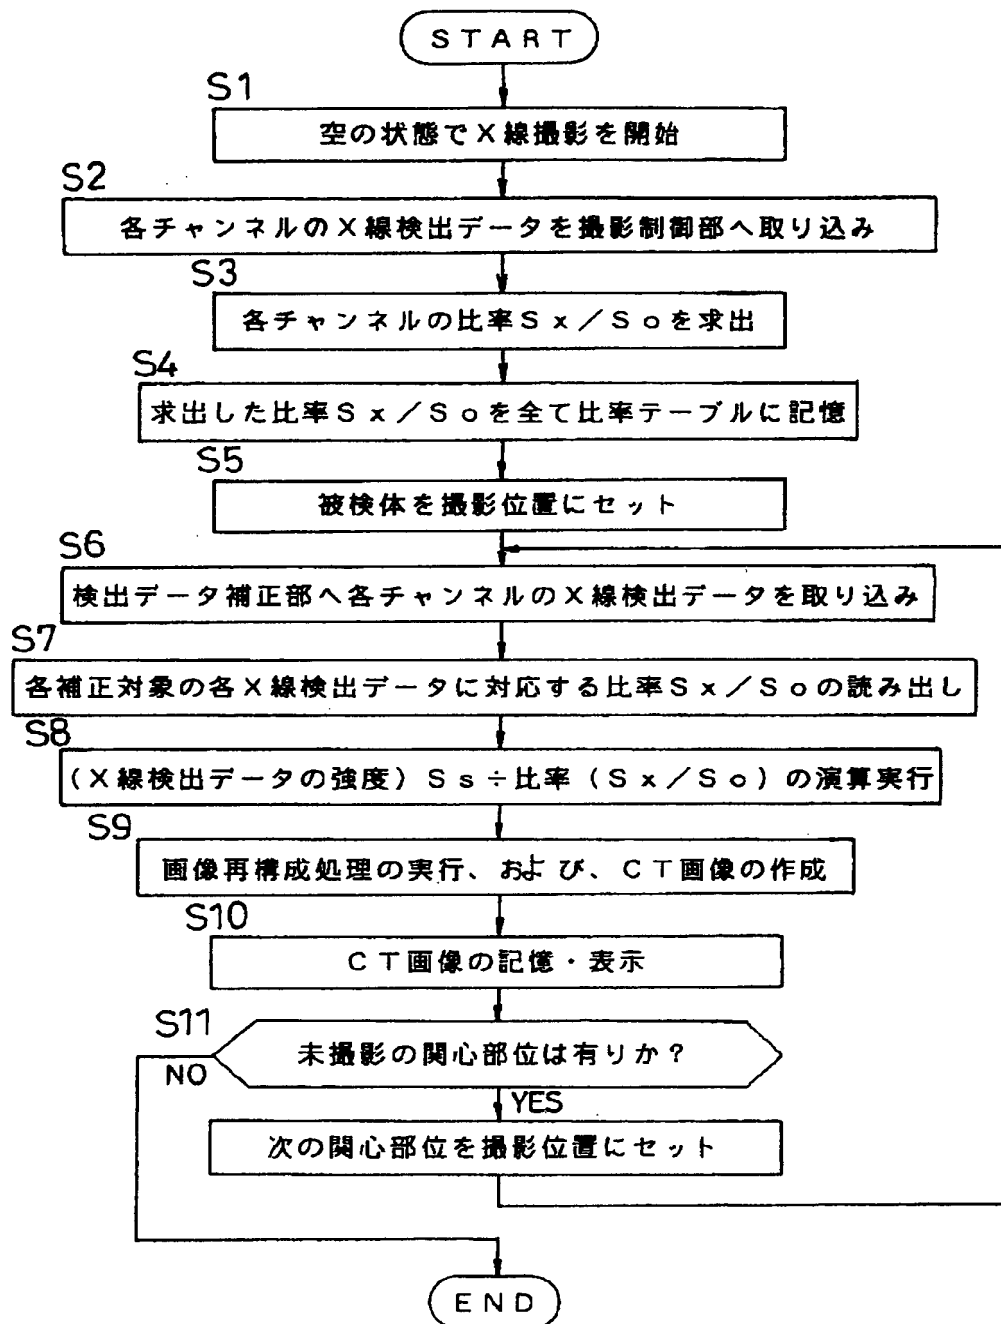 START
S1
空の状態でX線撮影を開始
S2
各チャンネルのX線検出データを撮影制御部へ取り込み
S3
各チャンネルの比率Sx/Soを求出
S4
求出した比率Sx/Soを全て比率テーブルに記憶
S5
被検体を撮影位置にセット
S6
検出データ補正部へ各チャンネルのX線検出データを取り込み
S7
各補正対象の各X線検出データに対応する比率Sx/Soの読み出し
S8
(X線検出データの強度)Ss÷比率(Sx/So)の演算実行
S9
画像再構成処理の実行、および、CT画像の作成
S10
CT画像の記憶・表示
S11
未撮影の関心部位は有りか?
NO
YES
次の関心部位を撮影位置にセット
END